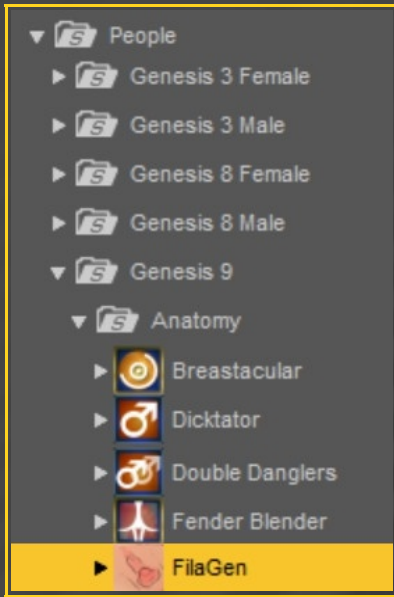 People
Genesis 3 Female
Genesis 3 Male
Genesis 8 Female
Genesis 8 Male
Genesis 9
Anatomy
Breastacular
Dicktator
Double Danglers
Fender Blender
FilaGen